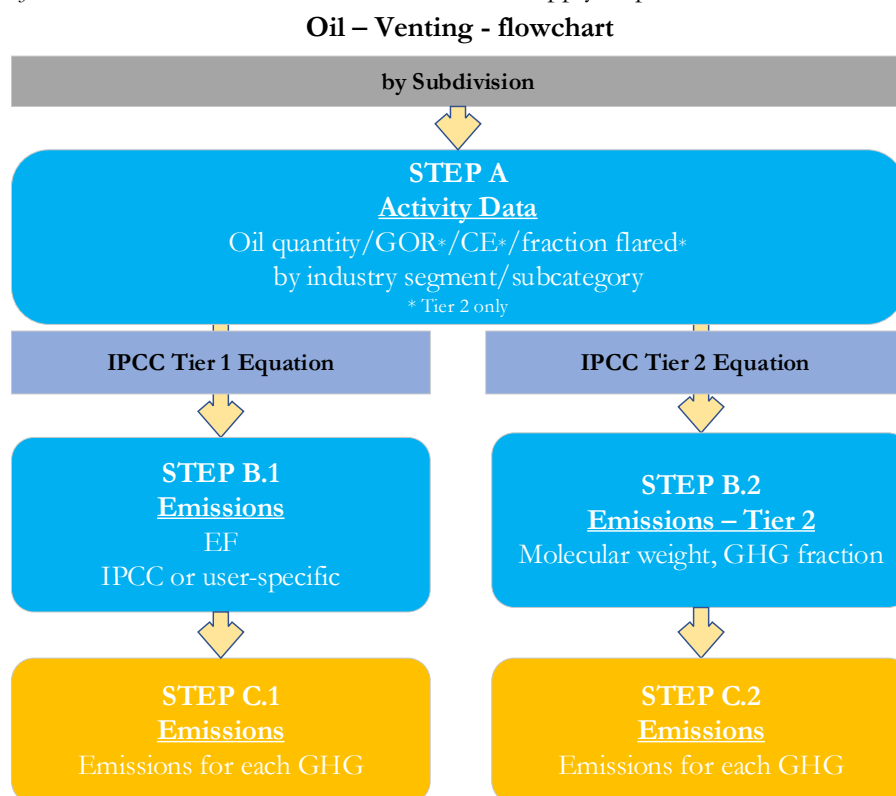 Oil – Venting - flowchart
by Subdivision
STEP A
Activity Data
Oil quantity/GOR*/CE*/fraction flared*
by industry segment/subcategory
* Tier 2 only
IPCC Tier 1 Equation
IPCC Tier 2 Equation
STEP B.1
Emissions
EF
IPCC or user-specific
STEP B.2
Emissions – Tier 2
Molecular weight, GHG fraction
STEP C.1
Emissions
Emissions for each GHG
STEP C.2
Emissions
Emissions for each GHG